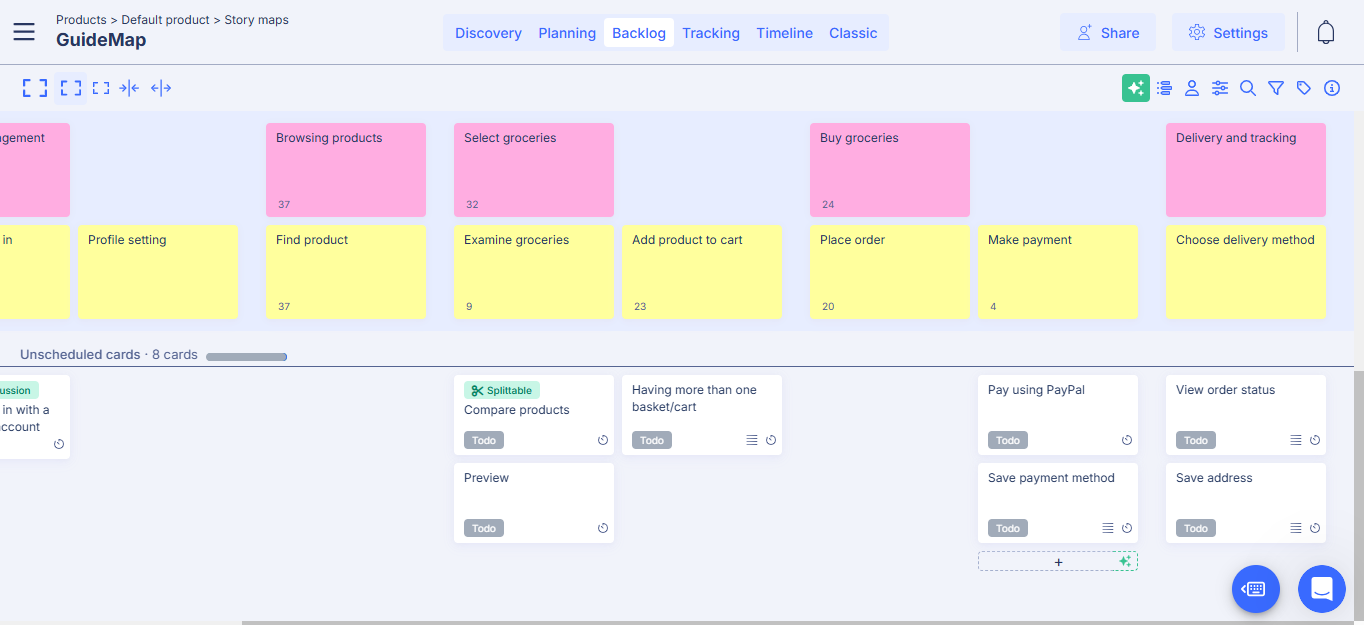 Products > Default product > Story maps
GuideMap
Discovery
Planning
Backlog
Tracking
Timeline
Classic
Share
Settings
gement
Browsing products
37
Select groceries
32
Buy groceries
24
Delivery and tracking
in
Profile setting
Find product
37
Examine groceries
9
Add product to cart
23
Place order
20
Make payment
4
Choose delivery method
Unscheduled cards · 8 cards
ussion
in with a
ccount
Splittable
Compare products
Todo
Having more than one
basket/cart
Todo
Pay using PayPal
Todo
View order status
Todo
Preview
Todo
Save payment method
Todo
Save address
Todo
+